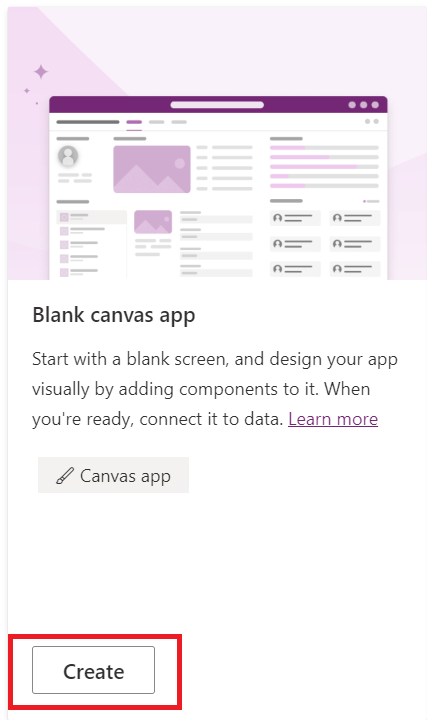 Blank canvas app
Start with a blank screen, and design your app
visually by adding components to it. When
you're ready, connect it to data. Learn more
Canvas app
Create